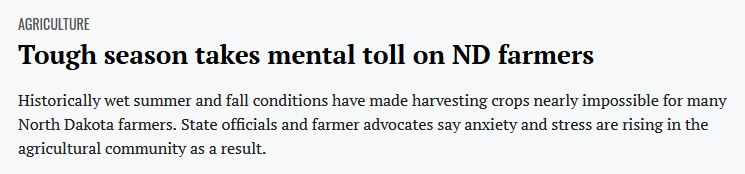 AGRICULTURE
Tough season takes mental toll on ND farmers
Historically wet summer and fall conditions have made harvesting crops nearly impossible for many
North Dakota farmers. State officials and farmer advocates say anxiety and stress are rising in the
agricultural community as a result.